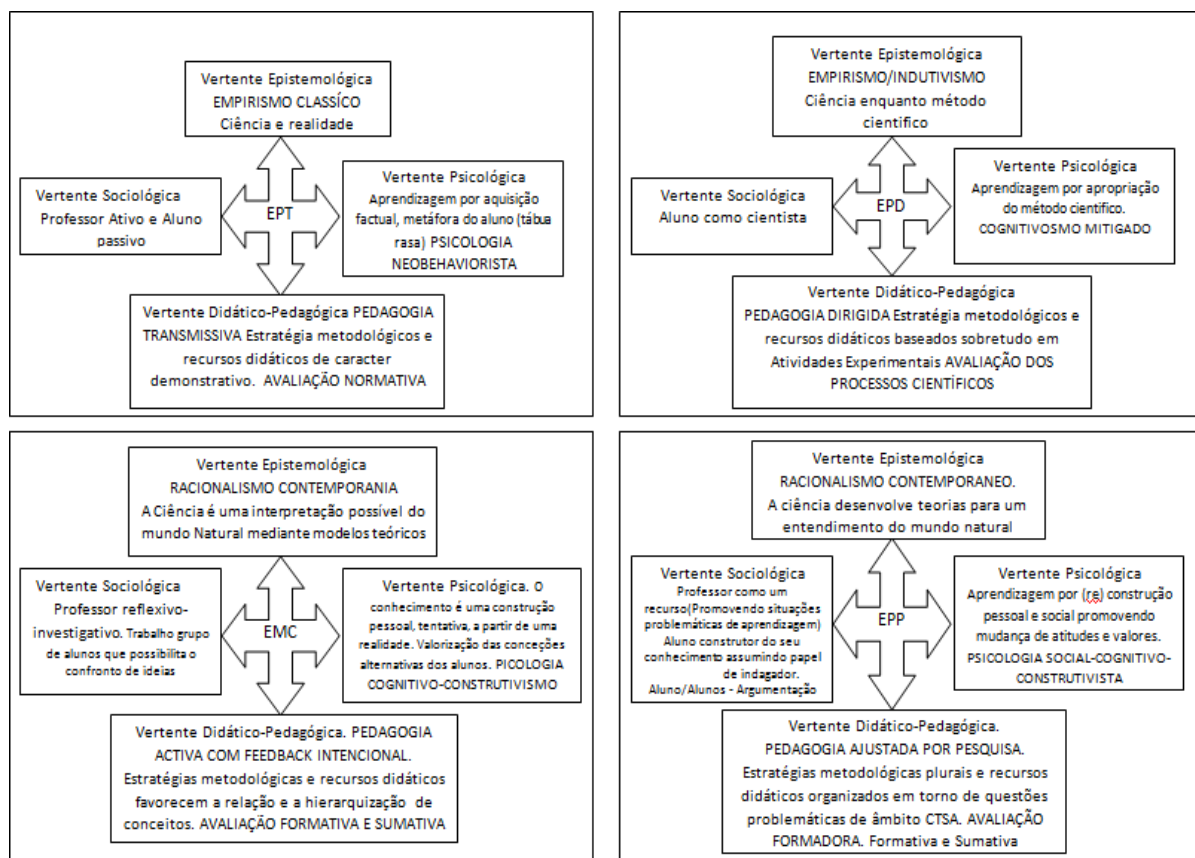 Vertente Epistemológica
EMPIRISMO CLASSÍCO
Ciência e realidade
Vertente Sociológica
Professor Ativo e Aluno
passivo
EPT
Vertente Psicológica
Aprendizagem por aquisição
factual, metáfora do aluno (tábua
rasa) PSICOLOGIA
NEOBEHAVIORISTA
Vertente Didático-Pedagógica PEDAGOGIA
TRANSMISSIVA Estratégia metodológicos e
recursos didáticos de caracter
demonstrativo. AVALIAÇÃO NORMATIVA
Vertente Epistemológica
EMPIRISMO/INDUTIVISMO
Ciência enquanto método
cientifico
Vertente Sociológica
Aluno como cientista
EPD
Vertente Psicológica
Aprendizagem por apropriação
do método cientifico.
COGNITIVOSMO MITIGADO
Vertente Didático-Pedagógica
PEDAGOGIA DIRIGIDA Estratégia metodológicos e
recursos didáticos baseados sobretudo em
Atividades Experimentais AVALIAÇÃO DOS
PROCESSOS CIENTÍFICOS
Vertente Epistemológica
RACIONALISMO CONTEMPORANIA
A Ciência é uma interpretação possível do
mundo Natural mediante modelos teóricos
Vertente Sociológica
Professor reflexivo-
investigativo. Trabalho grupo
de alunos que possibilita o
confronto de ideias
EMC
Vertente Psicológica. O
conhecimento é uma construção
pessoal, tentativa, a partir de uma
realidade. Valorização das conceções
alternativas dos alunos. PICOLOGIA
COGNITIVO-CONSTRUTIVISMO
Vertente Didático-Pedagógica. PEDAGOGIA
ACTIVA COM FEEDBACK INTENCIONAL.
Estratégias metodológicas e recursos didáticos
favorecem a relação e a hierarquização de
conceitos. AVALIAÇÃO FORMATIVA E SUMATIVA
Vertente Epistemológica
RACIONALISMO CONTEMPORANEO.
A ciência desenvolve teorias para um
entendimento do mundo natural
Vertente Sociológica
Professor como um
recurso(Promovendo situações
problemáticas de aprendizagem)
Aluno construtor do seu
conhecimento assumindo papel
de indagador.
Aluno/Alunos - Argumentação
EPP
Vertente Psicológica
Aprendizagem por (re) construção
pessoal e social promovendo
mudança de atitudes e valores.
PSICOLOGIA SOCIAL-COGNITIVO-
CONSTRUTIVISTA
Vertente Didático-Pedagógica.
PEDAGOGIA AJUSTADA POR PESQUISA.
Estratégias metodológicas plurais e recursos
didáticos organizados em torno de questões
problemáticas de âmbito CTSA. AVALIAÇÃO
FORMADORA. Formativa e Sumativa